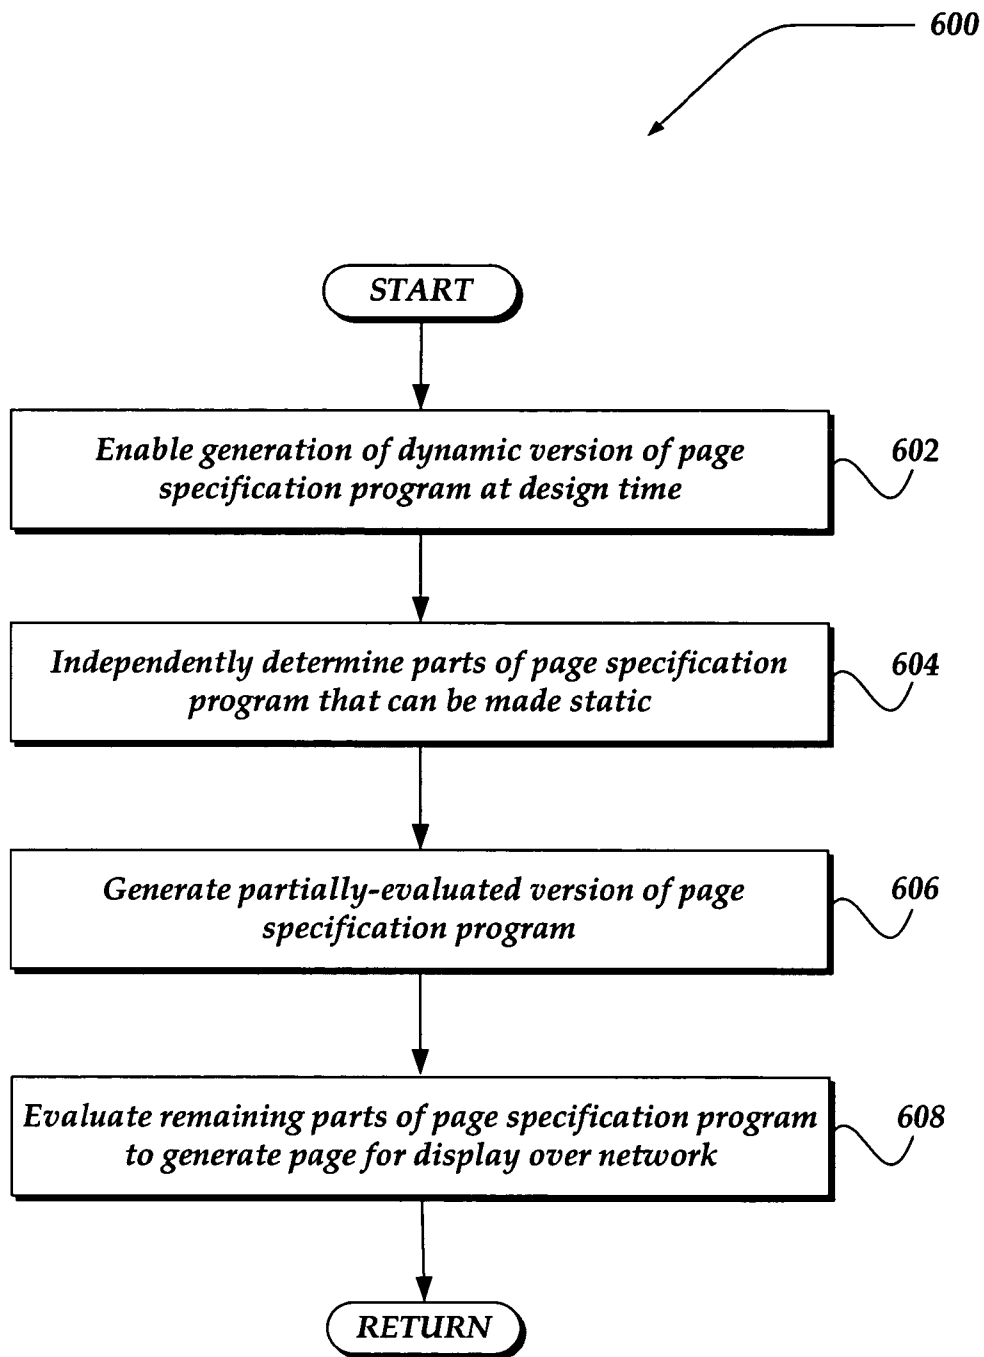 600
START
Enable generation of dynamic version of page
specification program at design time
602
Independently determine parts of page specification
program that can be made static
604
Generate partially-evaluated version of page
specification program
606
Evaluate remaining parts of page specification program
to generate page for display over network
608
RETURN